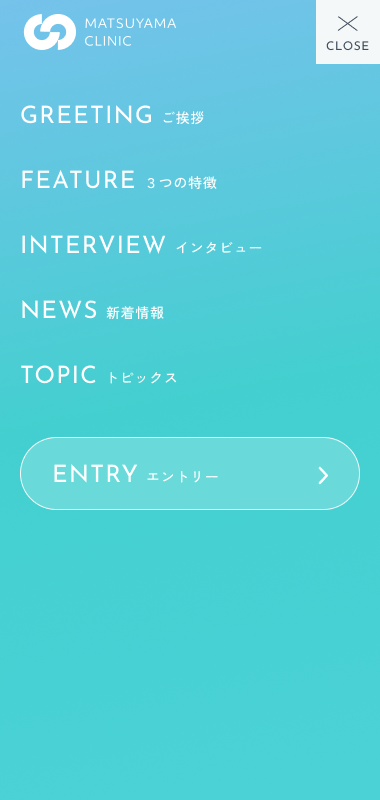 MATSUYAMA
CLINIC
CLOSE
GREETING ご挨拶
FEATURE 3つの特徴
INTERVIEW インタビュー
NEWS 新着情報
TOPIC トピックス
ENTRY エントリー